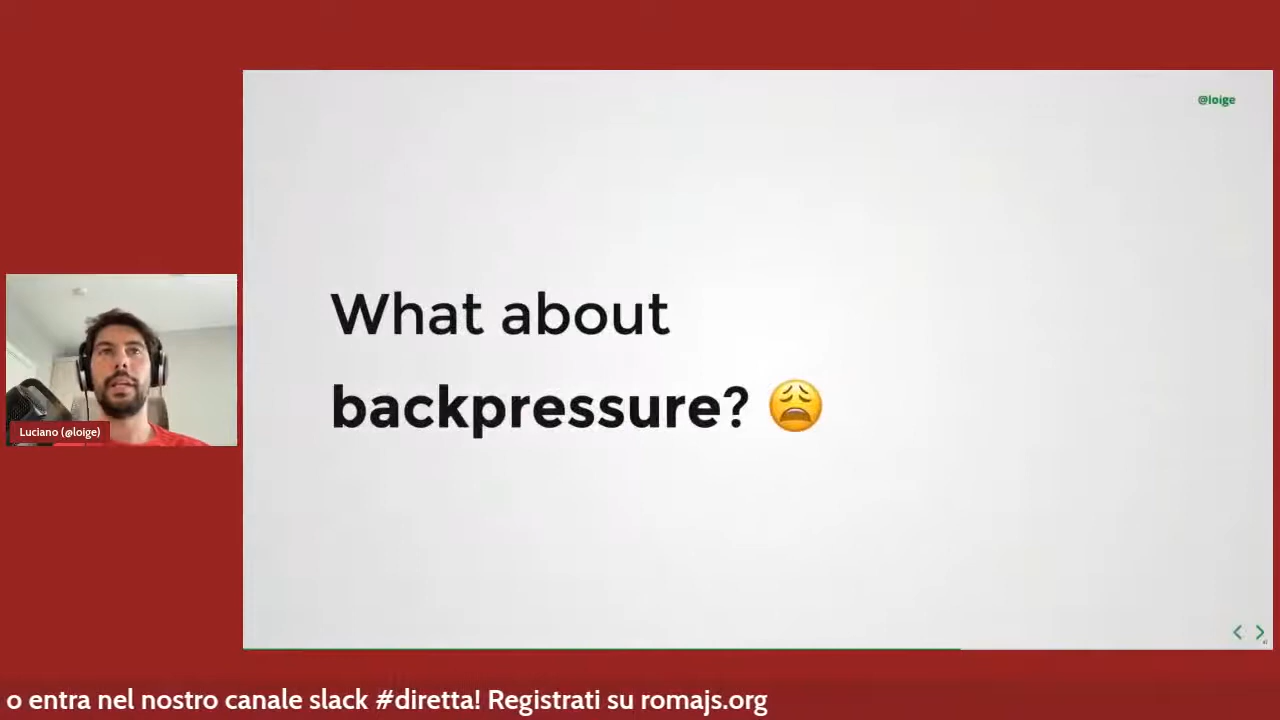 @loige
What about
backpressure? 😩
Luciano (@loige)
o entra nel nostro canale slack #diretta! Registrati su romajs.org